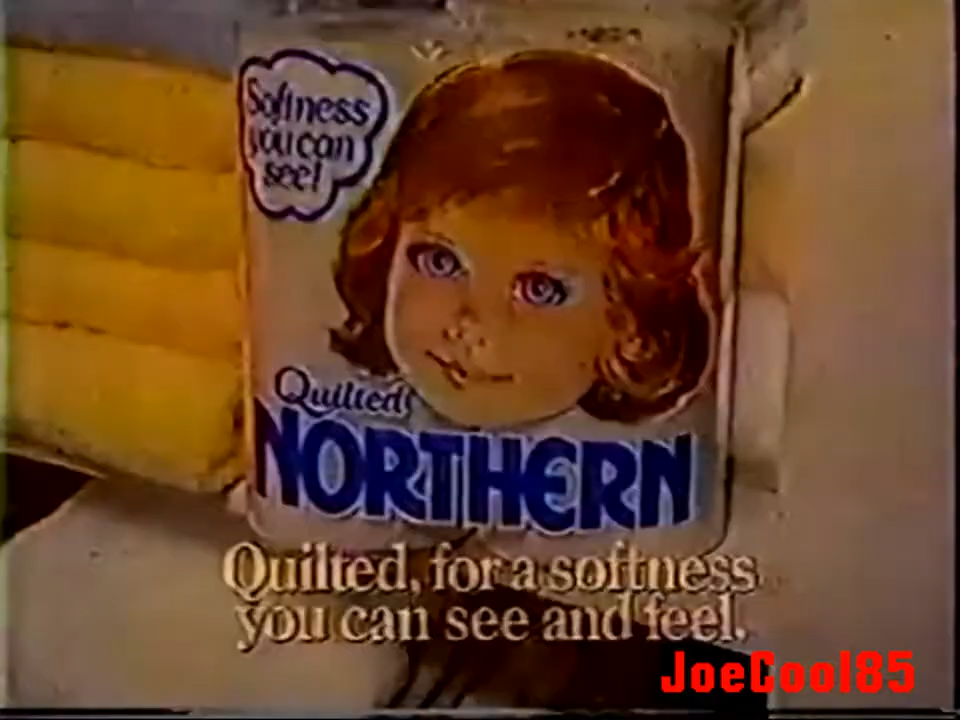 Softness
you can
see!
Quilted
NORTHERN
Quilted, for a softness
you can see and feel.
JoeCool85